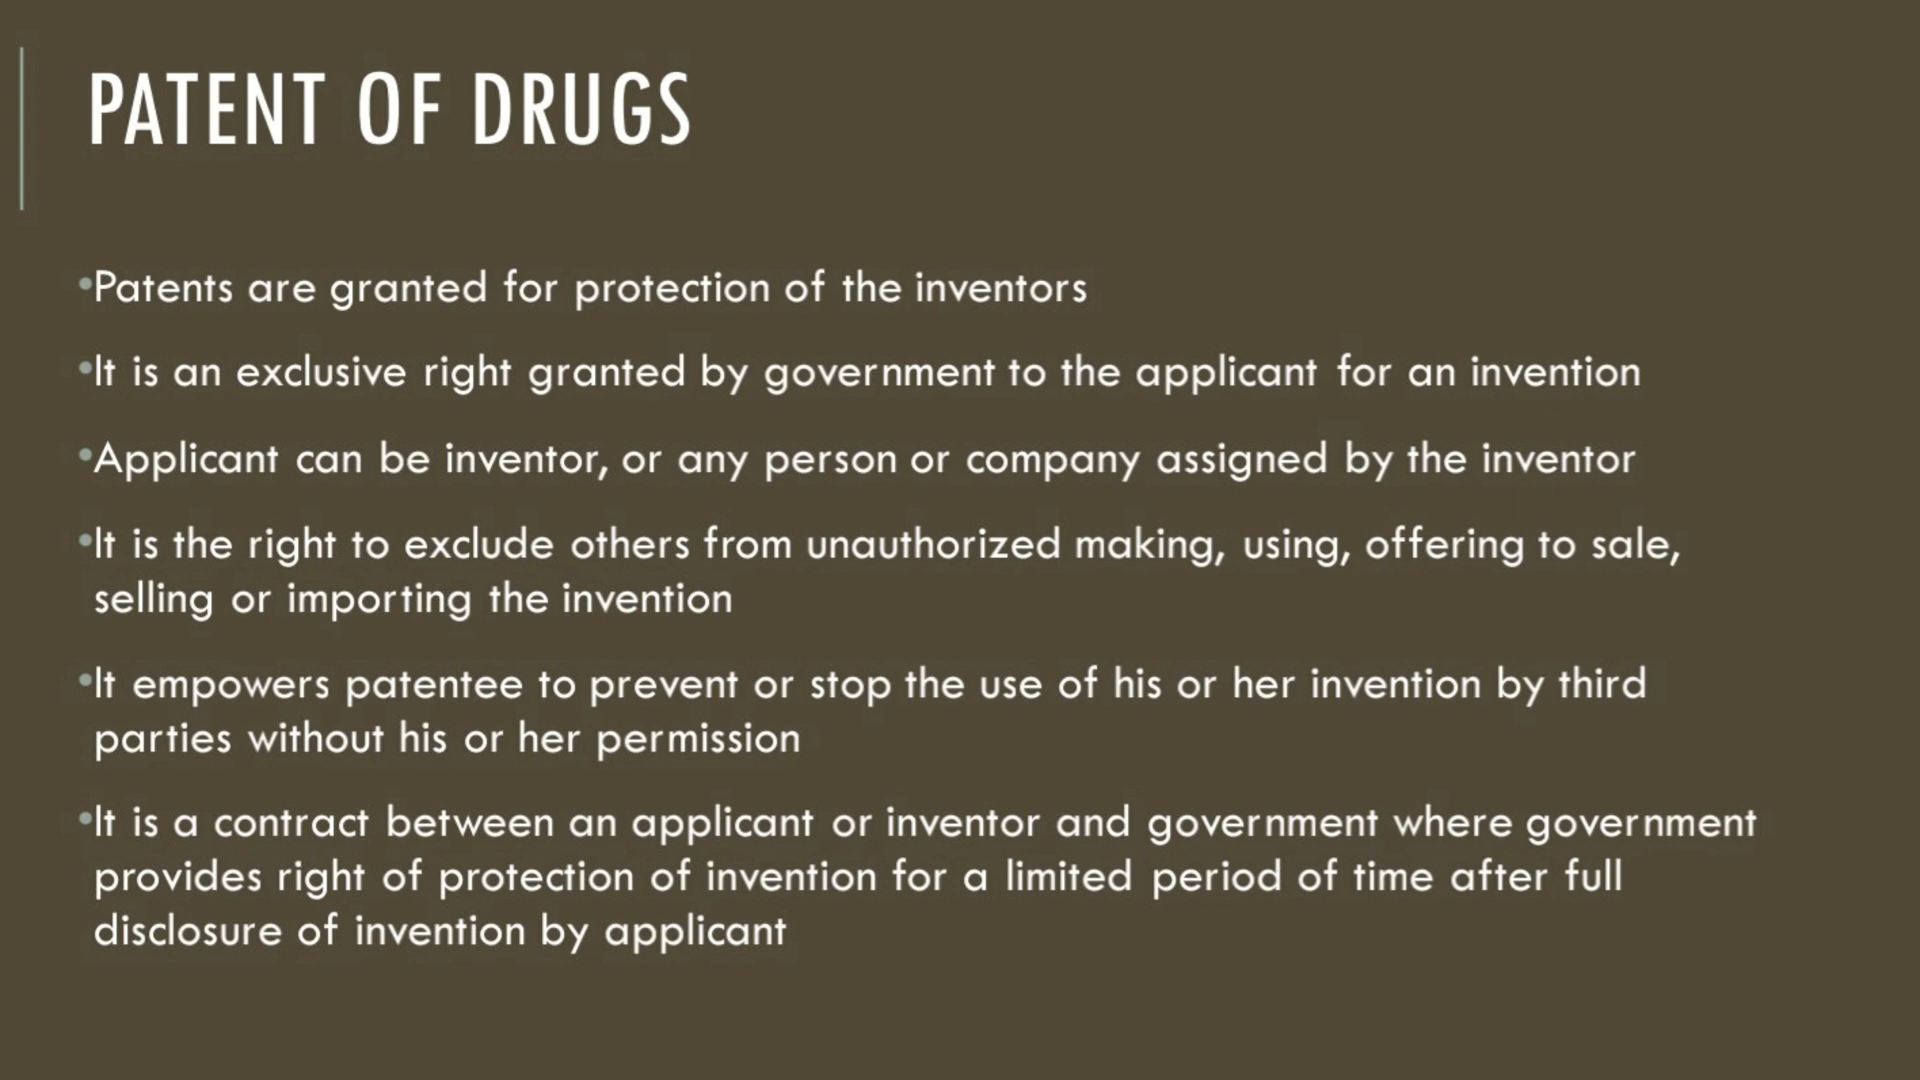 PATENT OF DRUGS
•Patents are granted for protection of the inventors
•It is an exclusive right granted by government to the applicant for an invention
•Applicant can be inventor, or any person or company assigned by the inventor
•It is the right to exclude others from unauthorized making, using, offering to sale,
selling or importing the invention
•It empowers patentee to prevent or stop the use of his or her invention by third
parties without his or her permission
•It is a contract between an applicant or inventor and government where government
provides right of protection of invention for a limited period of time after full
disclosure of invention by applicant